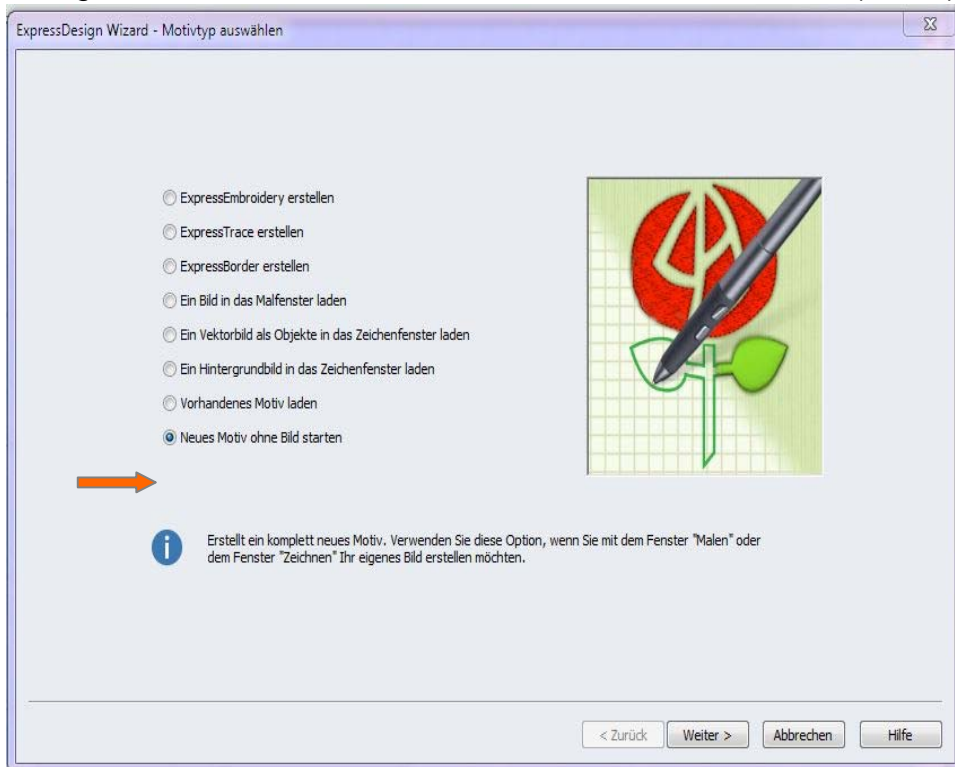 ExpressDesign Wizard - Motivtyp auswählen
ExpressEmbroidery erstellen
ExpressTrace erstellen
ExpressBorder erstellen
Ein Bild in das Malfenster laden
Ein Vektorbild als Objekte in das Zeichenfenster laden
Ein Hintergrundbild in das Zeichenfenster laden
Vorhandenes Motiv laden
Neues Motiv ohne Bild starten
Erstellt ein komplett neues Motiv. Verwenden Sie diese Option, wenn Sie mit dem Fenster "Malen" oder
dem Fenster "Zeichnen" Ihr eigenes Bild erstellen möchten.
< Zurück Weiter > Abbrechen Hilfe